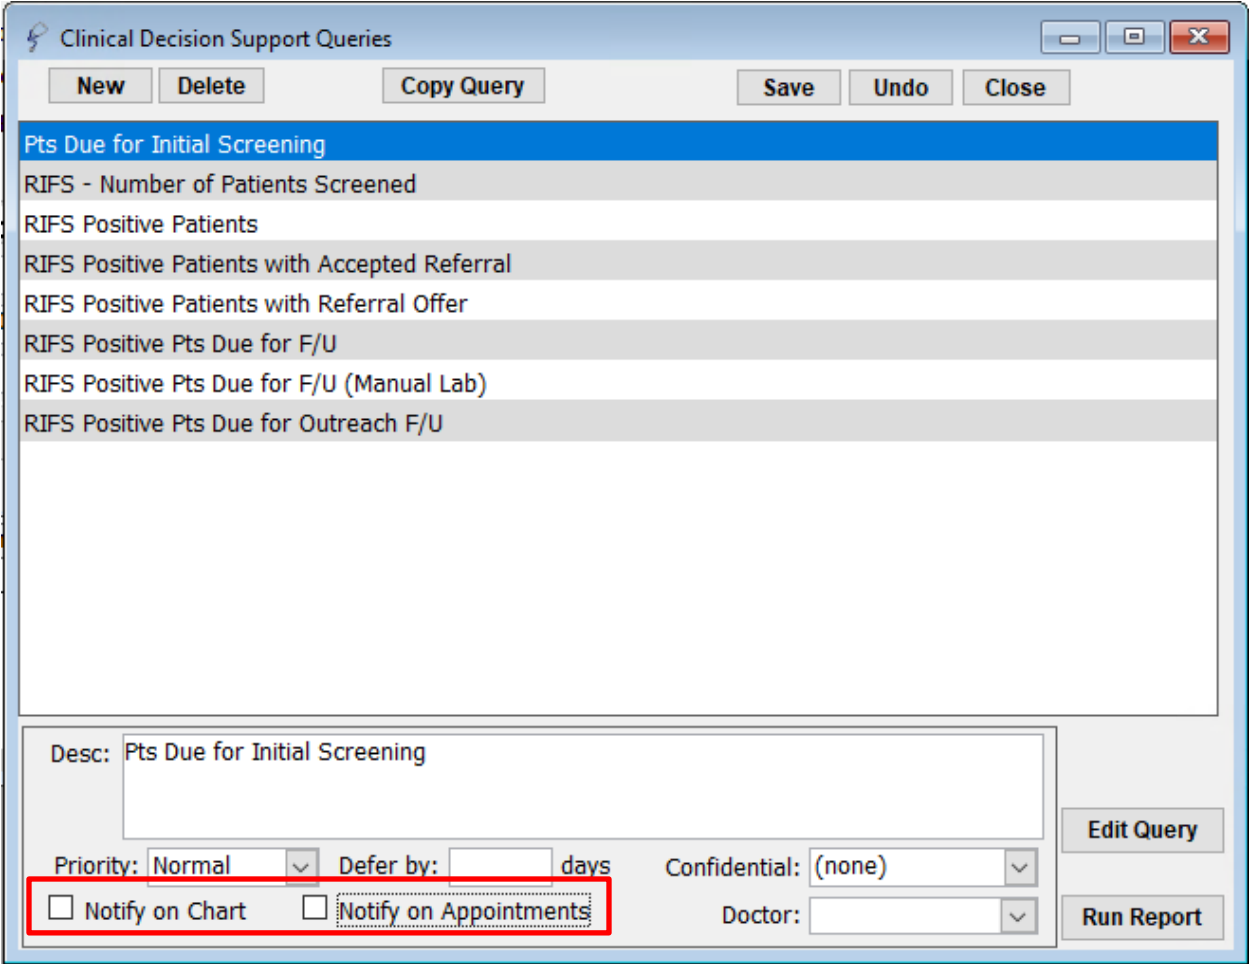 Clinical Decision Support Queries
New Delete Copy Query Save Undo Close
Pts Due for Initial Screening
RIFS - Number of Patients Screened
RIFS Positive Patients
RIFS Positive Patients with Accepted Referral
RIFS Positive Patients with Referral Offer
RIFS Positive Pts Due for F/U
RIFS Positive Pts Due for F/U (Manual Lab)
RIFS Positive Pts Due for Outreach F/U
Desc: Pts Due for Initial Screening
Edit Query
Priority: Normal Defer by: days Confidential: (none)
Notify on Chart Notify on Appointments Doctor: Run Report